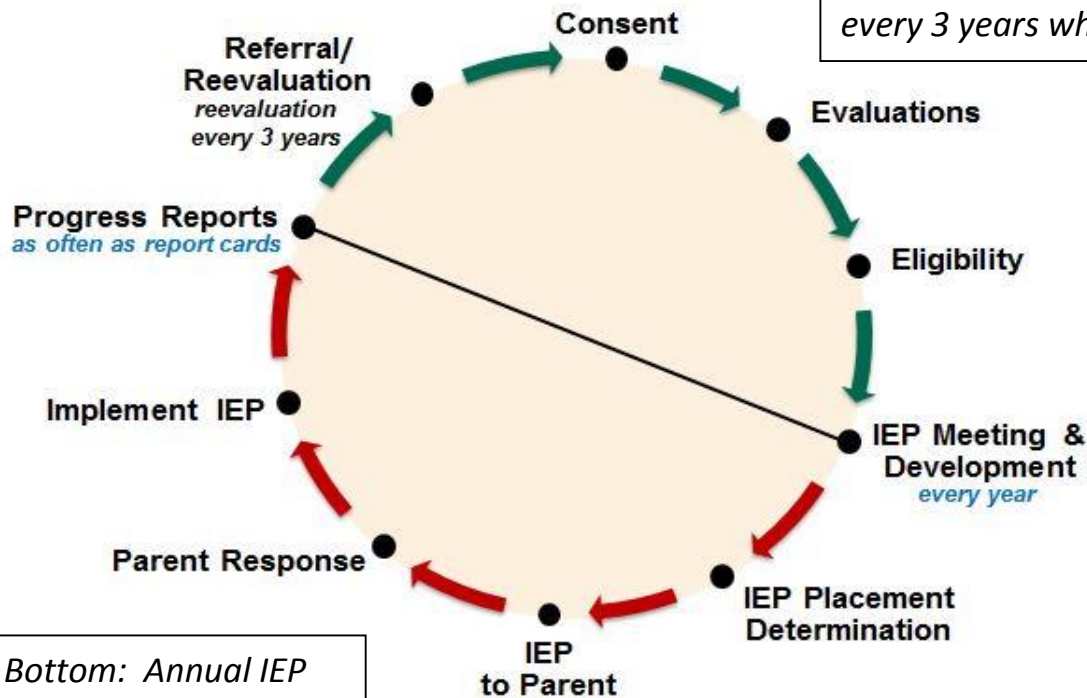 every 3 years
Consent
Referral/
Reevaluation
reevaluation
every 3 years
Evaluations
Progress Reports
as often as report cards
Eligibility
Implement IEP
IEP Meeting &
Development
every year
Parent Response
IEP Placement
Determination
IEP
to Parent
Bottom: Annual IEP